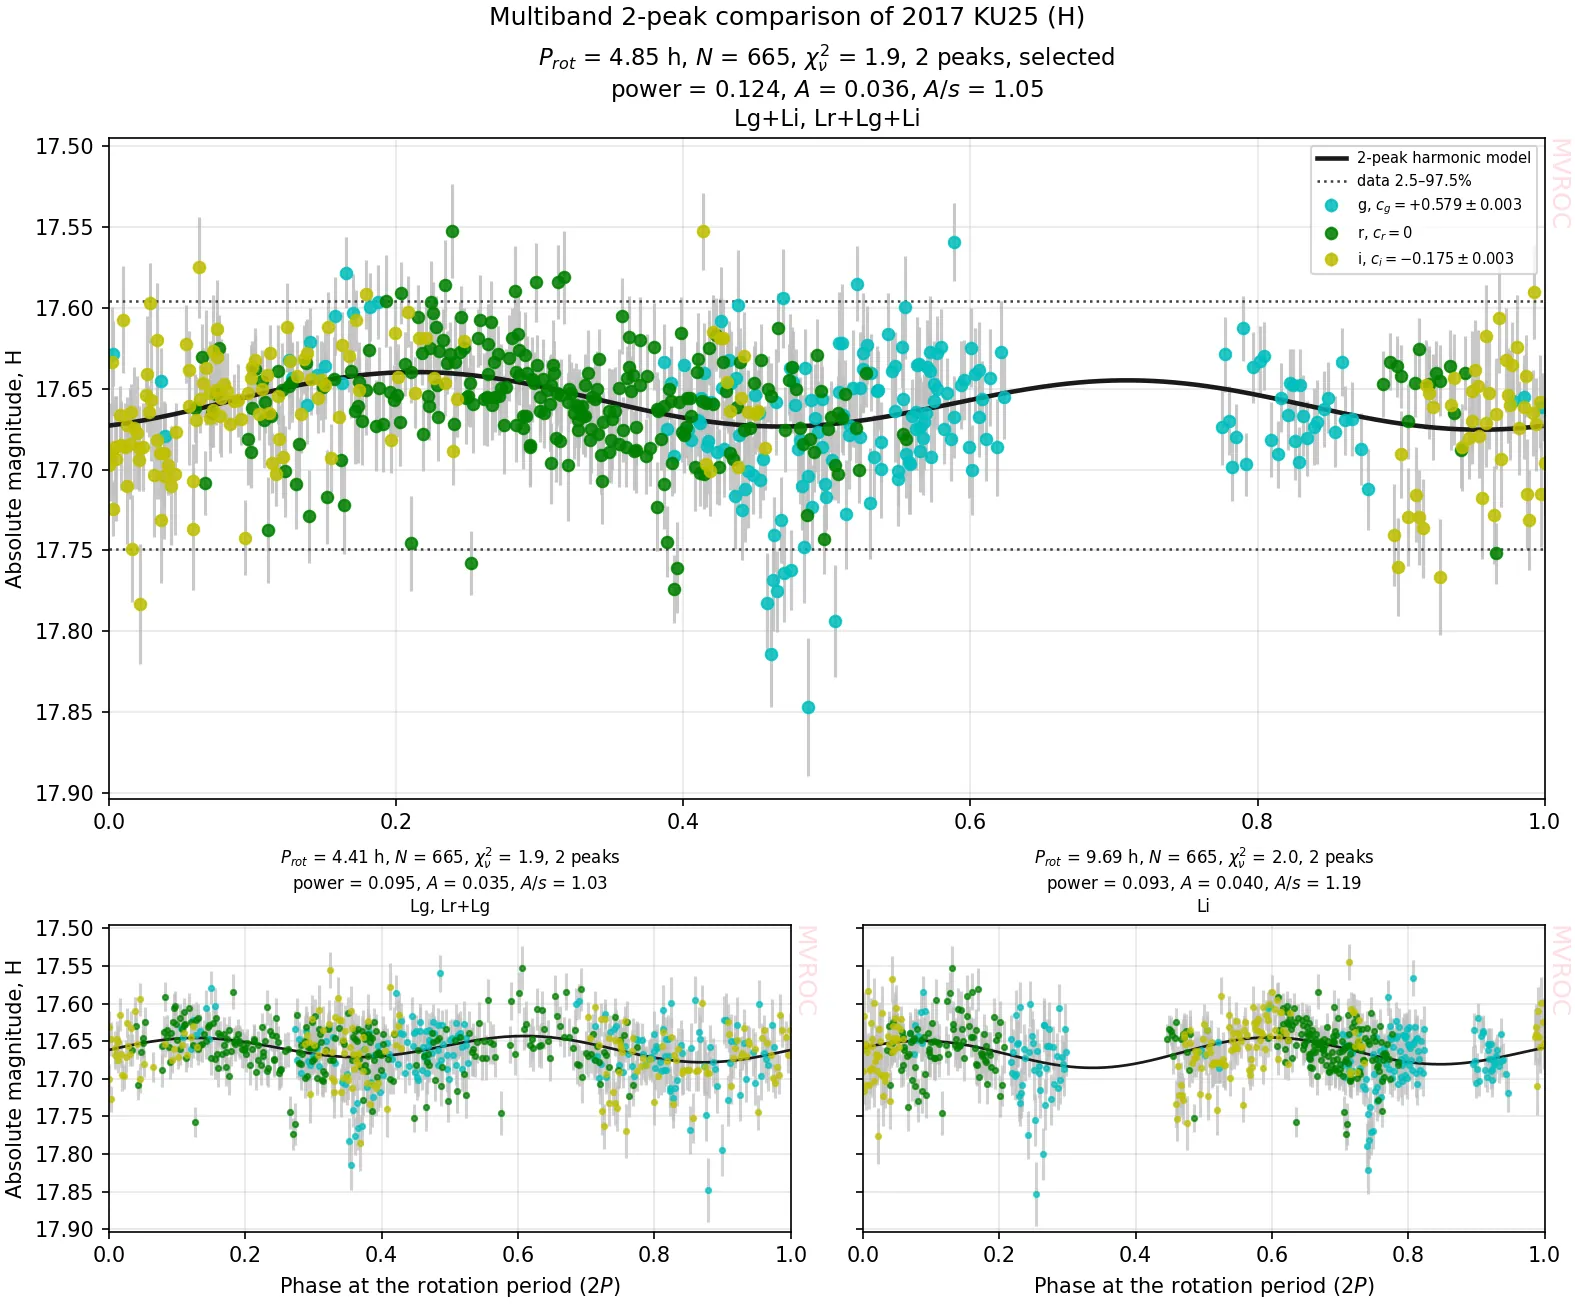 Multiband 2-peak comparison of 2017 KU25 (H)
P_rot = 4.85 h, N = 665, χ²_ν = 1.9, 2 peaks, selected
power = 0.124, A = 0.036, A/s = 1.05
Lg+Li, Lr+Lg+Li
17.50
17.55
17.60
17.65
17.70
17.75
17.80
17.85
17.90
Absolute magnitude, H
2-peak harmonic model
data 2.5–97.5%
g, c_g = +0.579 ± 0.003
r, c_r = 0
i, c_i = −0.175 ± 0.003
MVROC
0.0 0.2 0.4 0.6 0.8 1.0
P_rot = 4.41 h, N = 665, χ²_ν = 1.9, 2 peaks
power = 0.095, A = 0.035, A/s = 1.03
Lg, Lr+Lg
17.50
17.55
17.60
17.65
17.70
17.75
17.80
17.85
17.90
Absolute magnitude, H
MVROC
0.0 0.2 0.4 0.6 0.8 1.0
Phase at the rotation period (2P)
P_rot = 9.69 h, N = 665, χ²_ν = 2.0, 2 peaks
power = 0.093, A = 0.040, A/s = 1.19
Li
MVROC
0.0 0.2 0.4 0.6 0.8 1.0
Phase at the rotation period (2P)